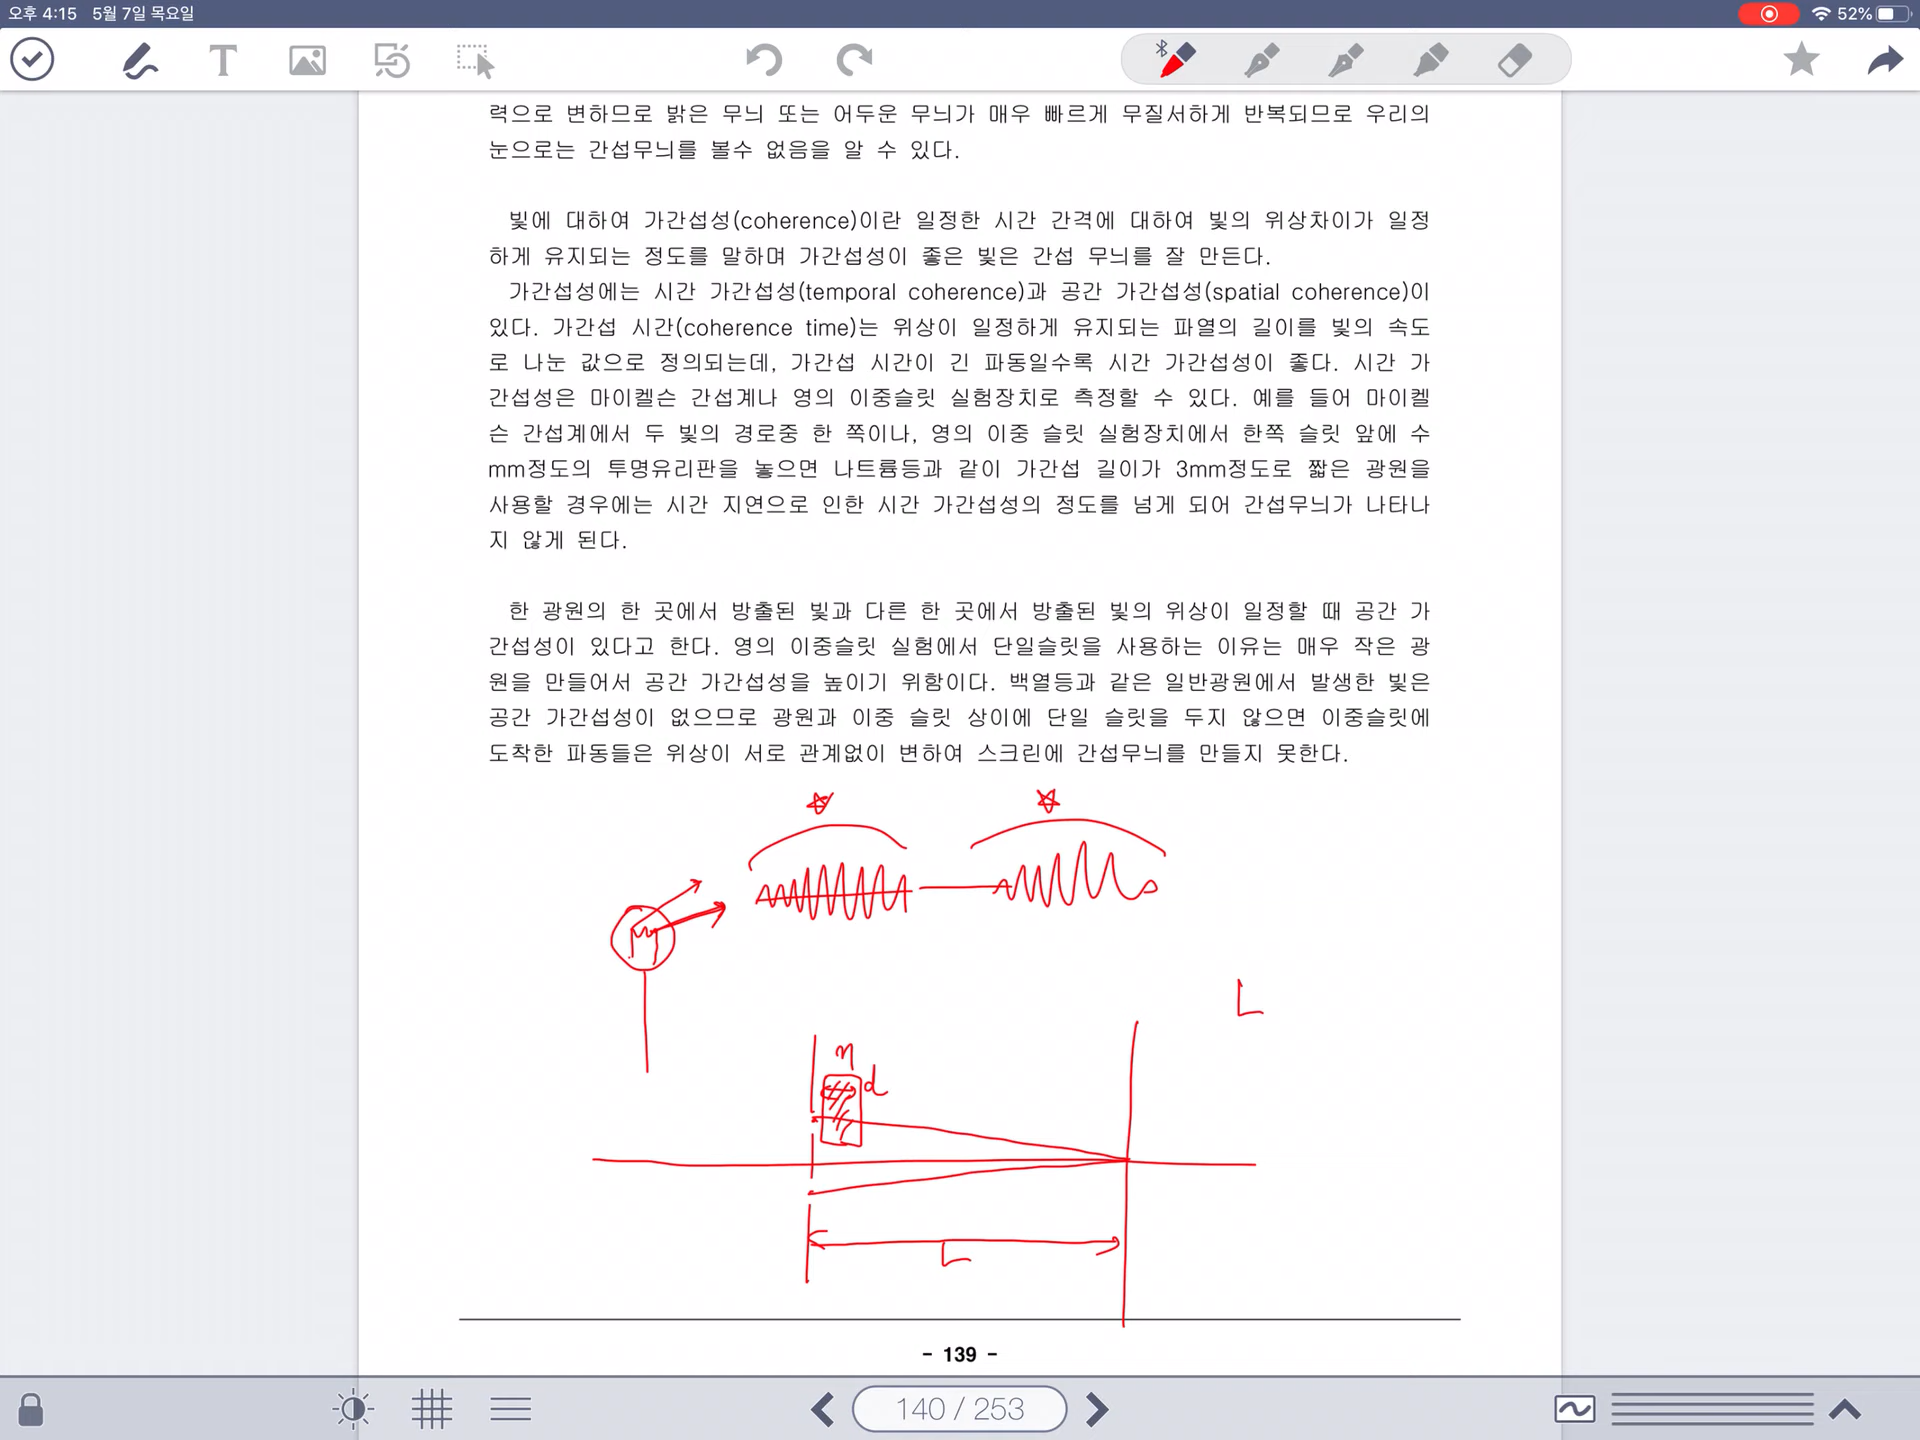 오후 4:15 5월 7일 목요일
52%
T
력으로 변하므로 밝은 무늬 또는 어두운 무늬가 매우 빠르게 무질서하게 반복되므로 우리의
눈으로는 간섭무늬를 볼수 없음을 알 수 있다.
빛에 대하여 가간섭성(coherence)이란 일정한 시간 간격에 대하여 빛의 위상차이가 일정
하게 유지되는 정도를 말하며 가간섭성이 좋은 빛은 간섭 무늬를 잘 만든다.
가간섭성에는 시간 가간섭성(temporal coherence)과 공간 가간섭성(spatial coherence)이
있다. 가간섭 시간(coherence time)는 위상이 일정하게 유지되는 파열의 길이를 빛의 속도
로 나눈 값으로 정의되는데, 가간섭 시간이 긴 파동일수록 시간 가간섭성이 좋다. 시간 가
간섭성은 마이켈슨 간섭계나 영의 이중슬릿 실험장치로 측정할 수 있다. 예를 들어 마이켈
슨 간섭계에서 두 빛의 경로중 한 쪽이나, 영의 이중 슬릿 실험장치에서 한쪽 슬릿 앞에 수
mm정도의 투명유리판을 놓으면 나트륨등과 같이 가간섭 길이가 3mm정도로 짧은 광원을
사용할 경우에는 시간 지연으로 인한 시간 가간섭성의 정도를 넘게 되어 간섭무늬가 나타나
지 않게 된다.
한 광원의 한 곳에서 방출된 빛과 다른 한 곳에서 방출된 빛의 위상이 일정할 때 공간 가
간섭성이 있다고 한다. 영의 이중슬릿 실험에서 단일슬릿을 사용하는 이유는 매우 작은 광
원을 만들어서 공간 가간섭성을 높이기 위함이다. 백열등과 같은 일반광원에서 발생한 빛은
공간 가간섭성이 없으므로 광원과 이중 슬릿 상이에 단일 슬릿을 두지 않으면 이중슬릿에
도착한 파동들은 위상이 서로 관계없이 변하여 스크린에 간섭무늬를 만들지 못한다.
L
n
d
L
- 139 -
140 / 253